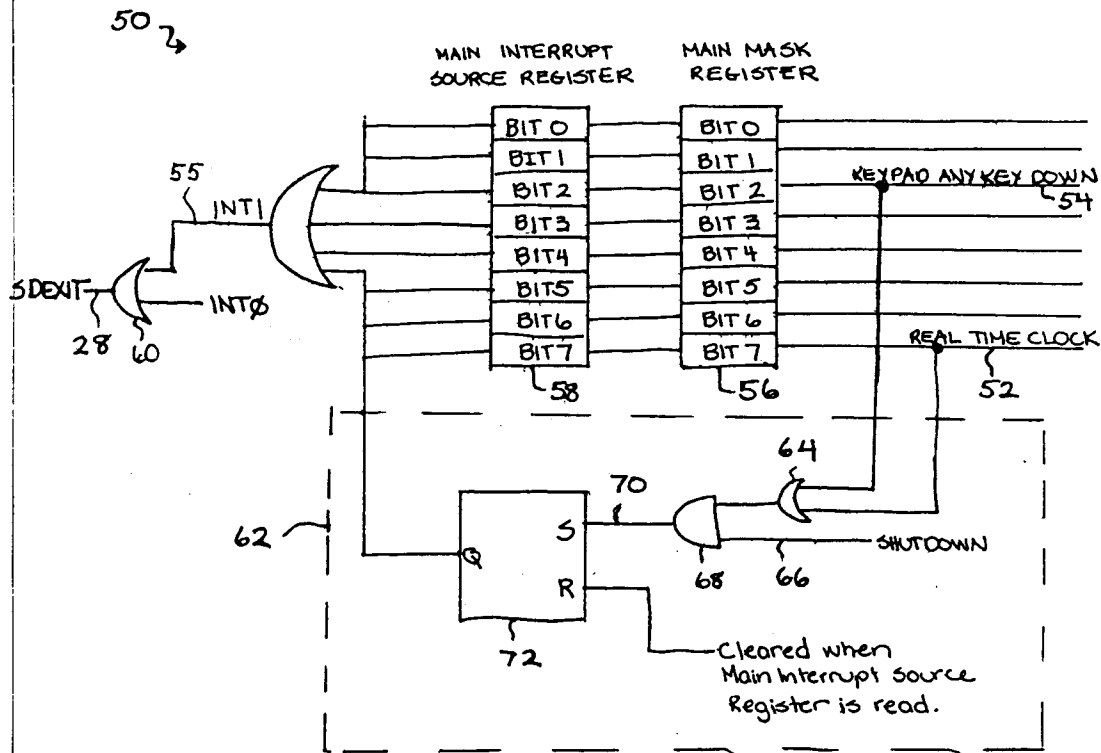 50
MAIN INTERRUPT
SOURCE REGISTER
MAIN MASK
REGISTER
BIT 0
BIT 1
BIT 2
BIT 3
BIT 4
BIT 5
BIT 6
BIT 7
58
BIT 0
BIT 1
BIT 2
BIT 3
BIT 4
BIT 5
BIT 6
BIT 7
56
KEYPAD ANY KEY DOWN
54
REAL TIME CLOCK
52
55
INT1
SDEXIT
INTØ
28
60
62
64
70
S
Q
R
72
68
66
SHUTDOWN
Cleared when
Main Interrupt Source
Register is read.